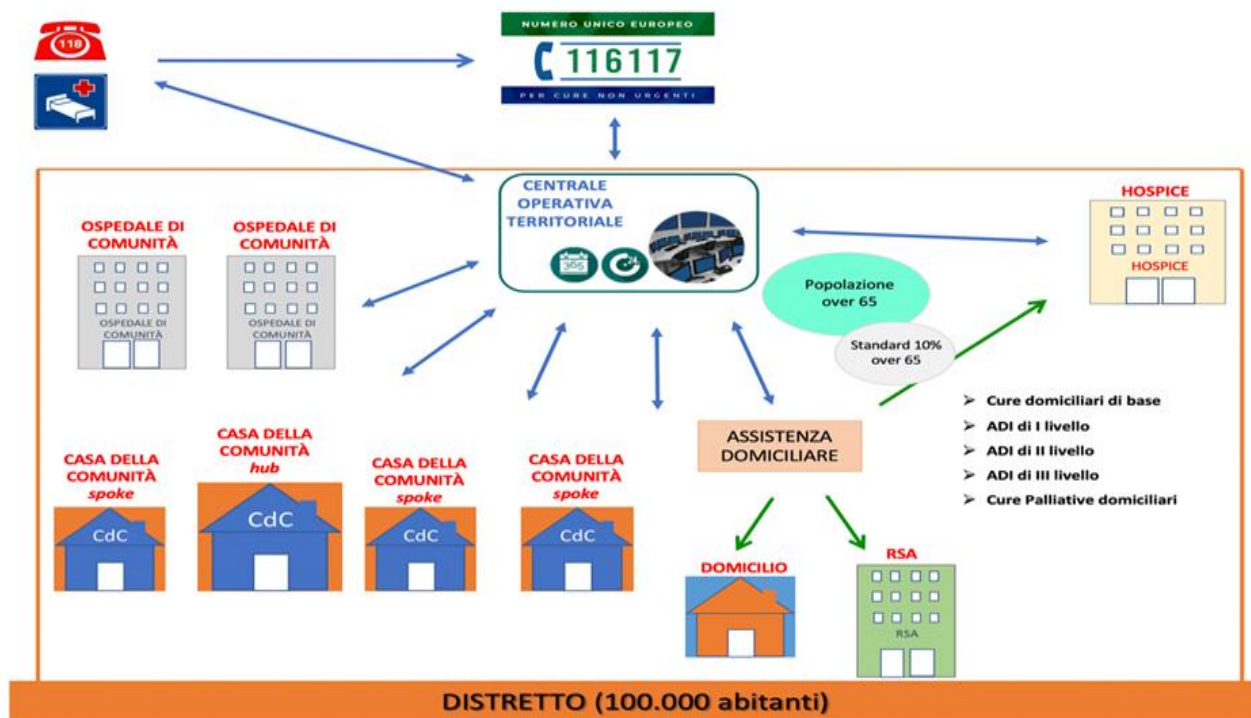 118
NUMERO UNICO EUROPEO
116117
PER CURE NON URGENTI
CENTRALE
OPERATIVA
TERRITORIALE
365
OSPEDALE DI
COMUNITÀ
OSPEDALE DI
COMUNITÀ
OSPEDALE DI
COMUNITÀ
OSPEDALE DI
COMUNITÀ
HOSPICE
HOSPICE
Popolazione
over 65
Standard 10%
over 65
CASA DELLA
COMUNITÀ
spoke
CdC
CASA DELLA
COMUNITÀ
hub
CdC
CASA DELLA
COMUNITÀ
spoke
CdC
CASA DELLA
COMUNITÀ
spoke
CdC
ASSISTENZA
DOMICILIARE
➢ Cure domiciliari di base
➢ ADI di I livello
➢ ADI di II livello
➢ ADI di III livello
➢ Cure Palliative domiciliari
DOMICILIO
RSA
RSA
DISTRETTO (100.000 abitanti)